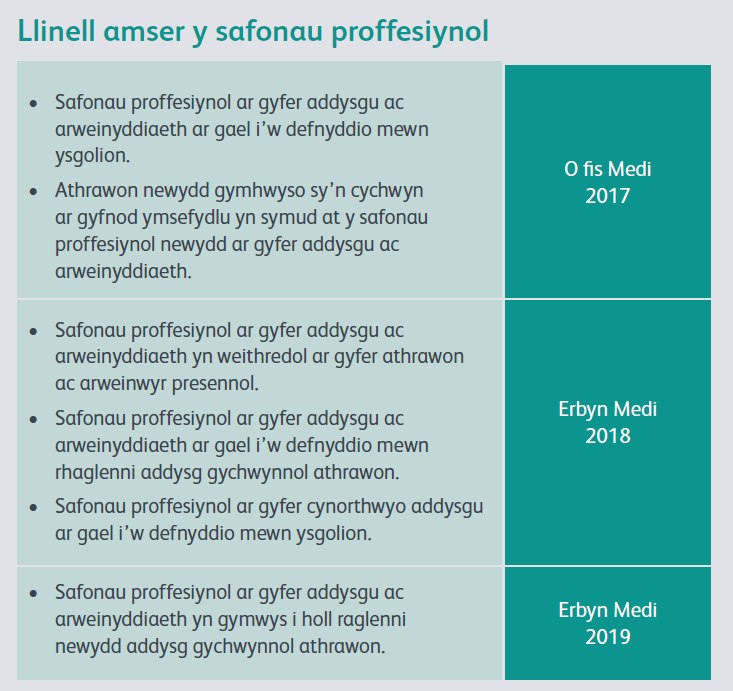 Llinell amser y safonau proffesiynol
• Safonau proffesiynol ar gyfer addysgu ac
arweinyddiaeth ar gael i'w defnyddio mewn
ysgolion.
• Athrawon newydd gymhwyso sy'n cychwyn
ar gyfnod ymsefydlu yn symud at y safonau
proffesiynol newydd ar gyfer addysgu ac
arweinyddiaeth.
O fis Medi
2017
• Safonau proffesiynol ar gyfer addysgu ac
arweinyddiaeth yn weithredol ar gyfer athrawon
ac arweinwyr presennol.
• Safonau proffesiynol ar gyfer addysgu ac
arweinyddiaeth ar gael i'w defnyddio mewn
rhaglenni addysg gychwynnol athrawon.
• Safonau proffesiynol ar gyfer cynorthwyo addysgu
ar gael i'w defnyddio mewn ysgolion.
Erbyn Medi
2018
• Safonau proffesiynol ar gyfer addysgu ac
arweinyddiaeth yn gymwys i holl raglenni
newydd addysg gychwynnol athrawon.
Erbyn Medi
2019